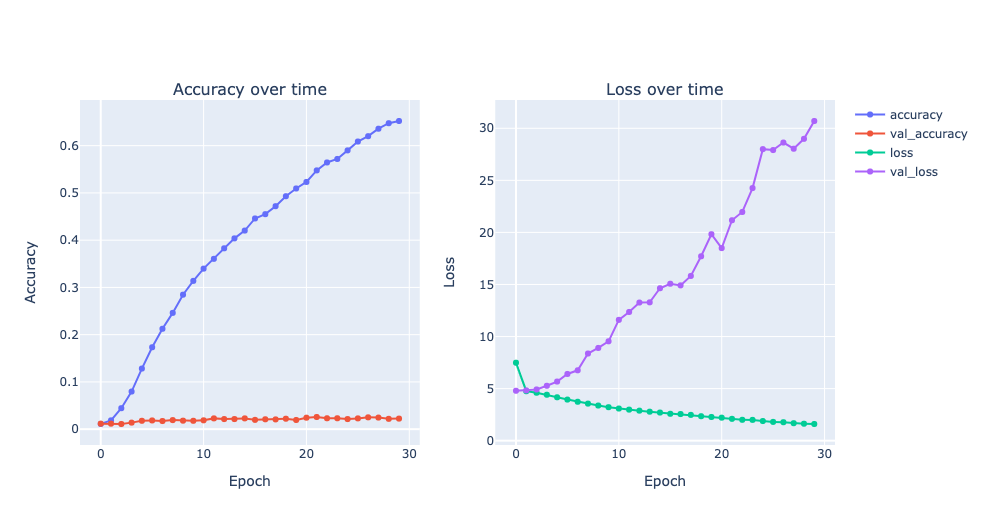 Accuracy over time
Loss over time
Accuracy
0.6
0.5
0.4
0.3
0.2
0.1
0
0
10
20
30
Epoch
Loss
30
25
20
15
10
5
0
0
10
20
30
Epoch
accuracy
val_accuracy
loss
val_loss